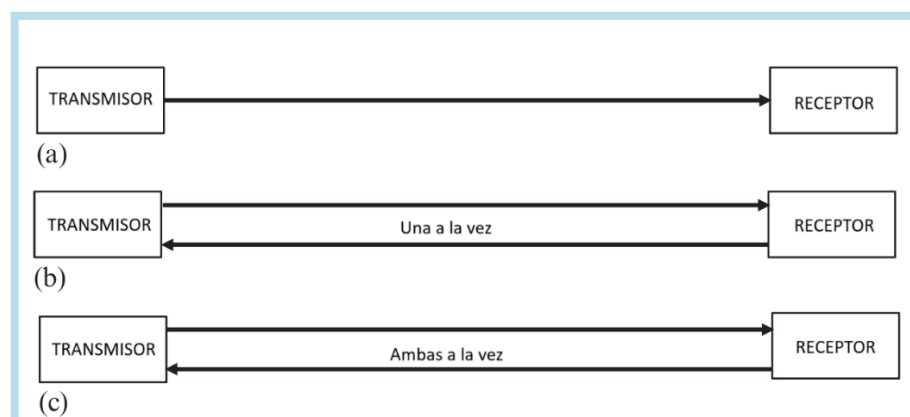 TRANSMISOR
RECEPTOR
(a)
TRANSMISOR
Una a la vez
RECEPTOR
(b)
TRANSMISOR
Ambas a la vez
RECEPTOR
(c)